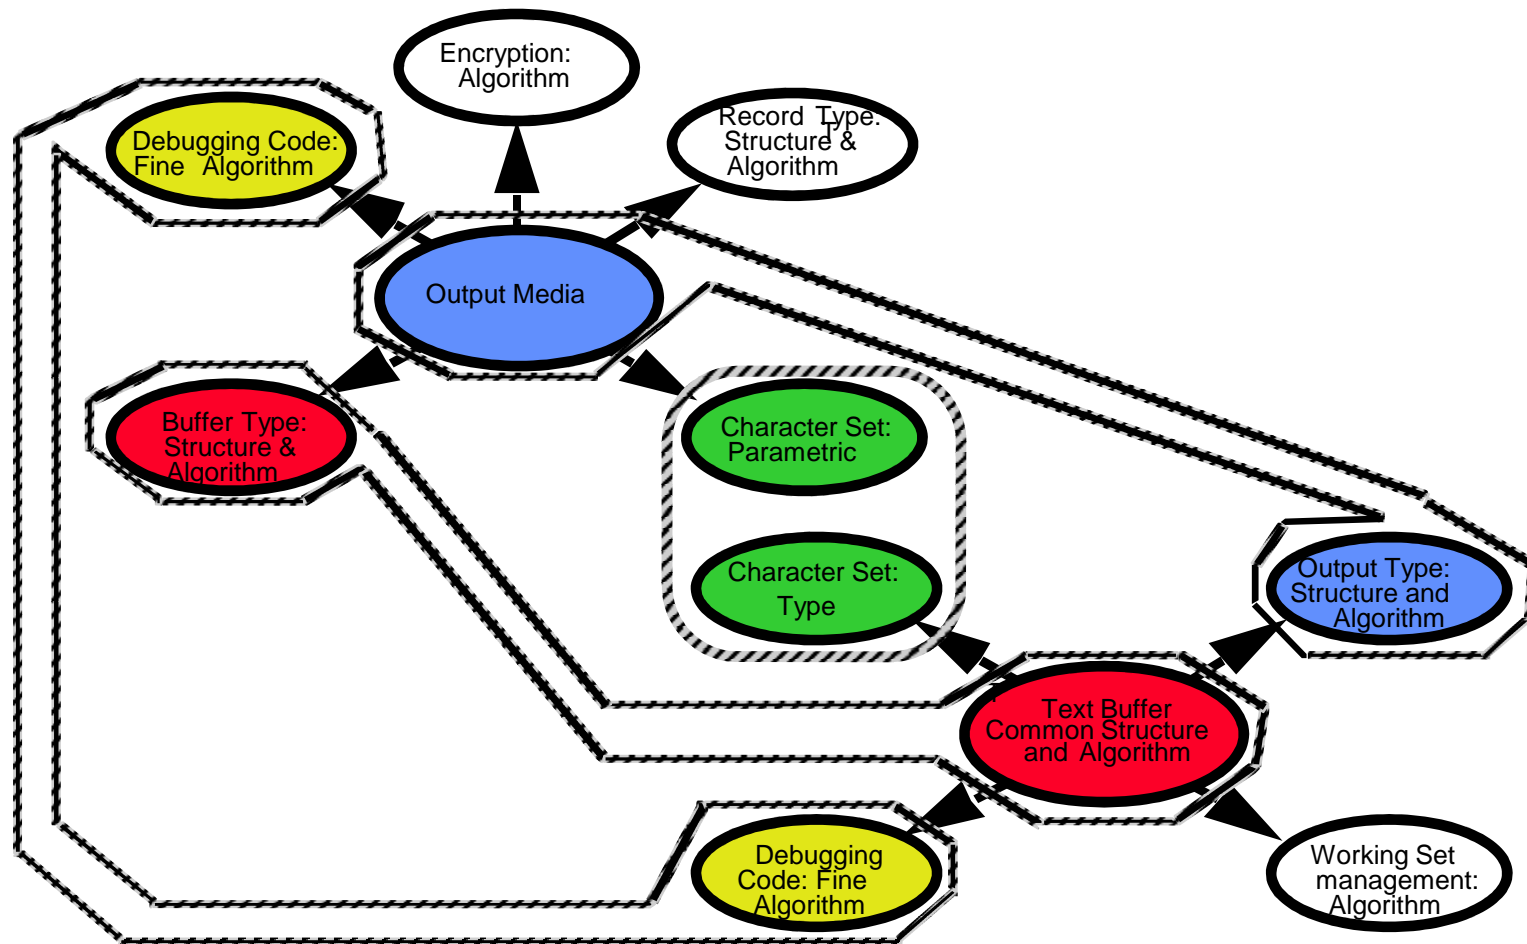 Encryption:
Algorithm
Record Type:
Structure &
Algorithm
Debugging Code:
Fine Algorithm
Output Media
Buffer Type:
Structure &
Algorithm
Character Set:
Parametric
Character Set:
Type
Output Type:
Structure and
Algorithm
Text Buffer
Common Structure
and Algorithm
Debugging
Code: Fine
Algorithm
Working Set
management:
Algorithm